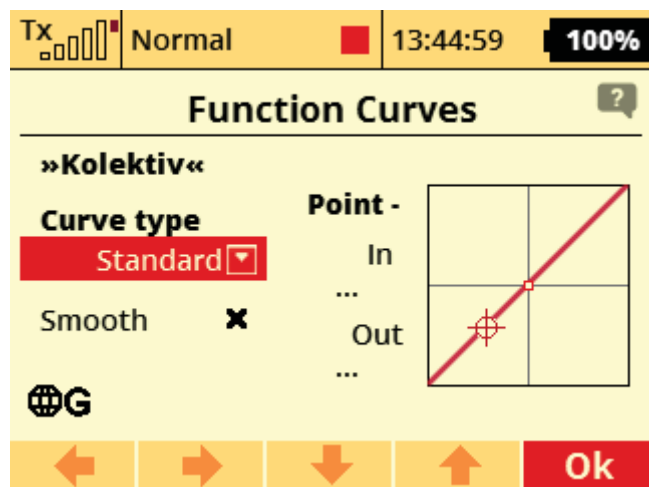 Tx Normal 13:44:59 100%
Function Curves ?
»Kolektiv«
Curve type
Standard
Smooth
G
Point -
In
...
Out
...
Ok